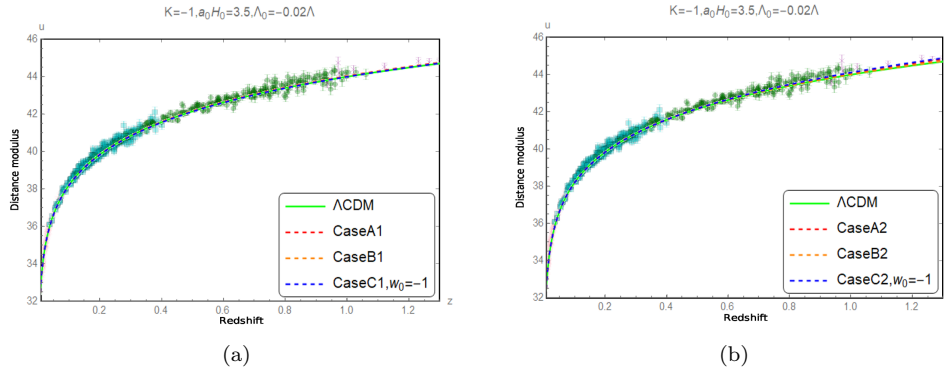 K=−1,a₀H₀=3.5,Λ₀=−0.02Λ
u
46
44
42
40
38
36
34
32
Distance modulus
0.2 0.4 0.6 0.8 1.0 1.2
z
Redshift
ΛCDM
CaseA1
CaseB1
CaseC1,w₀=−1
(a)
K=−1,a₀H₀=3.5,Λ₀=−0.02Λ
u
46
44
42
40
38
36
34
32
Distance modulus
0.2 0.4 0.6 0.8 1.0 1.2
Redshift
ΛCDM
CaseA2
CaseB2
CaseC2,w₀=−1
(b)